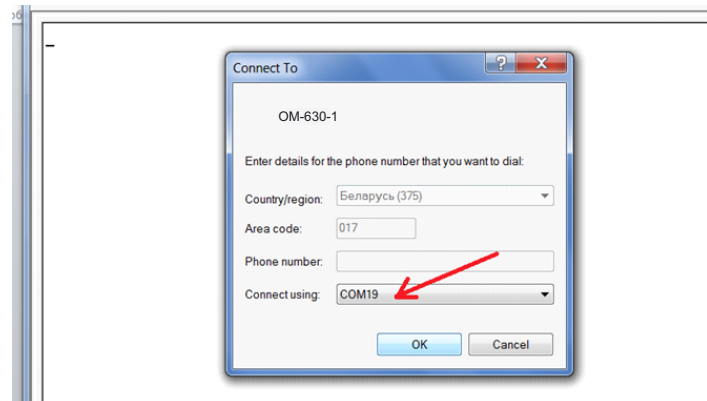 об
Connect To
OM-630-1
Enter details for the phone number that you want to dial:
Country/region: Беларусь (375)
Area code: 017
Phone number:
Connect using: COM19
OK Cancel